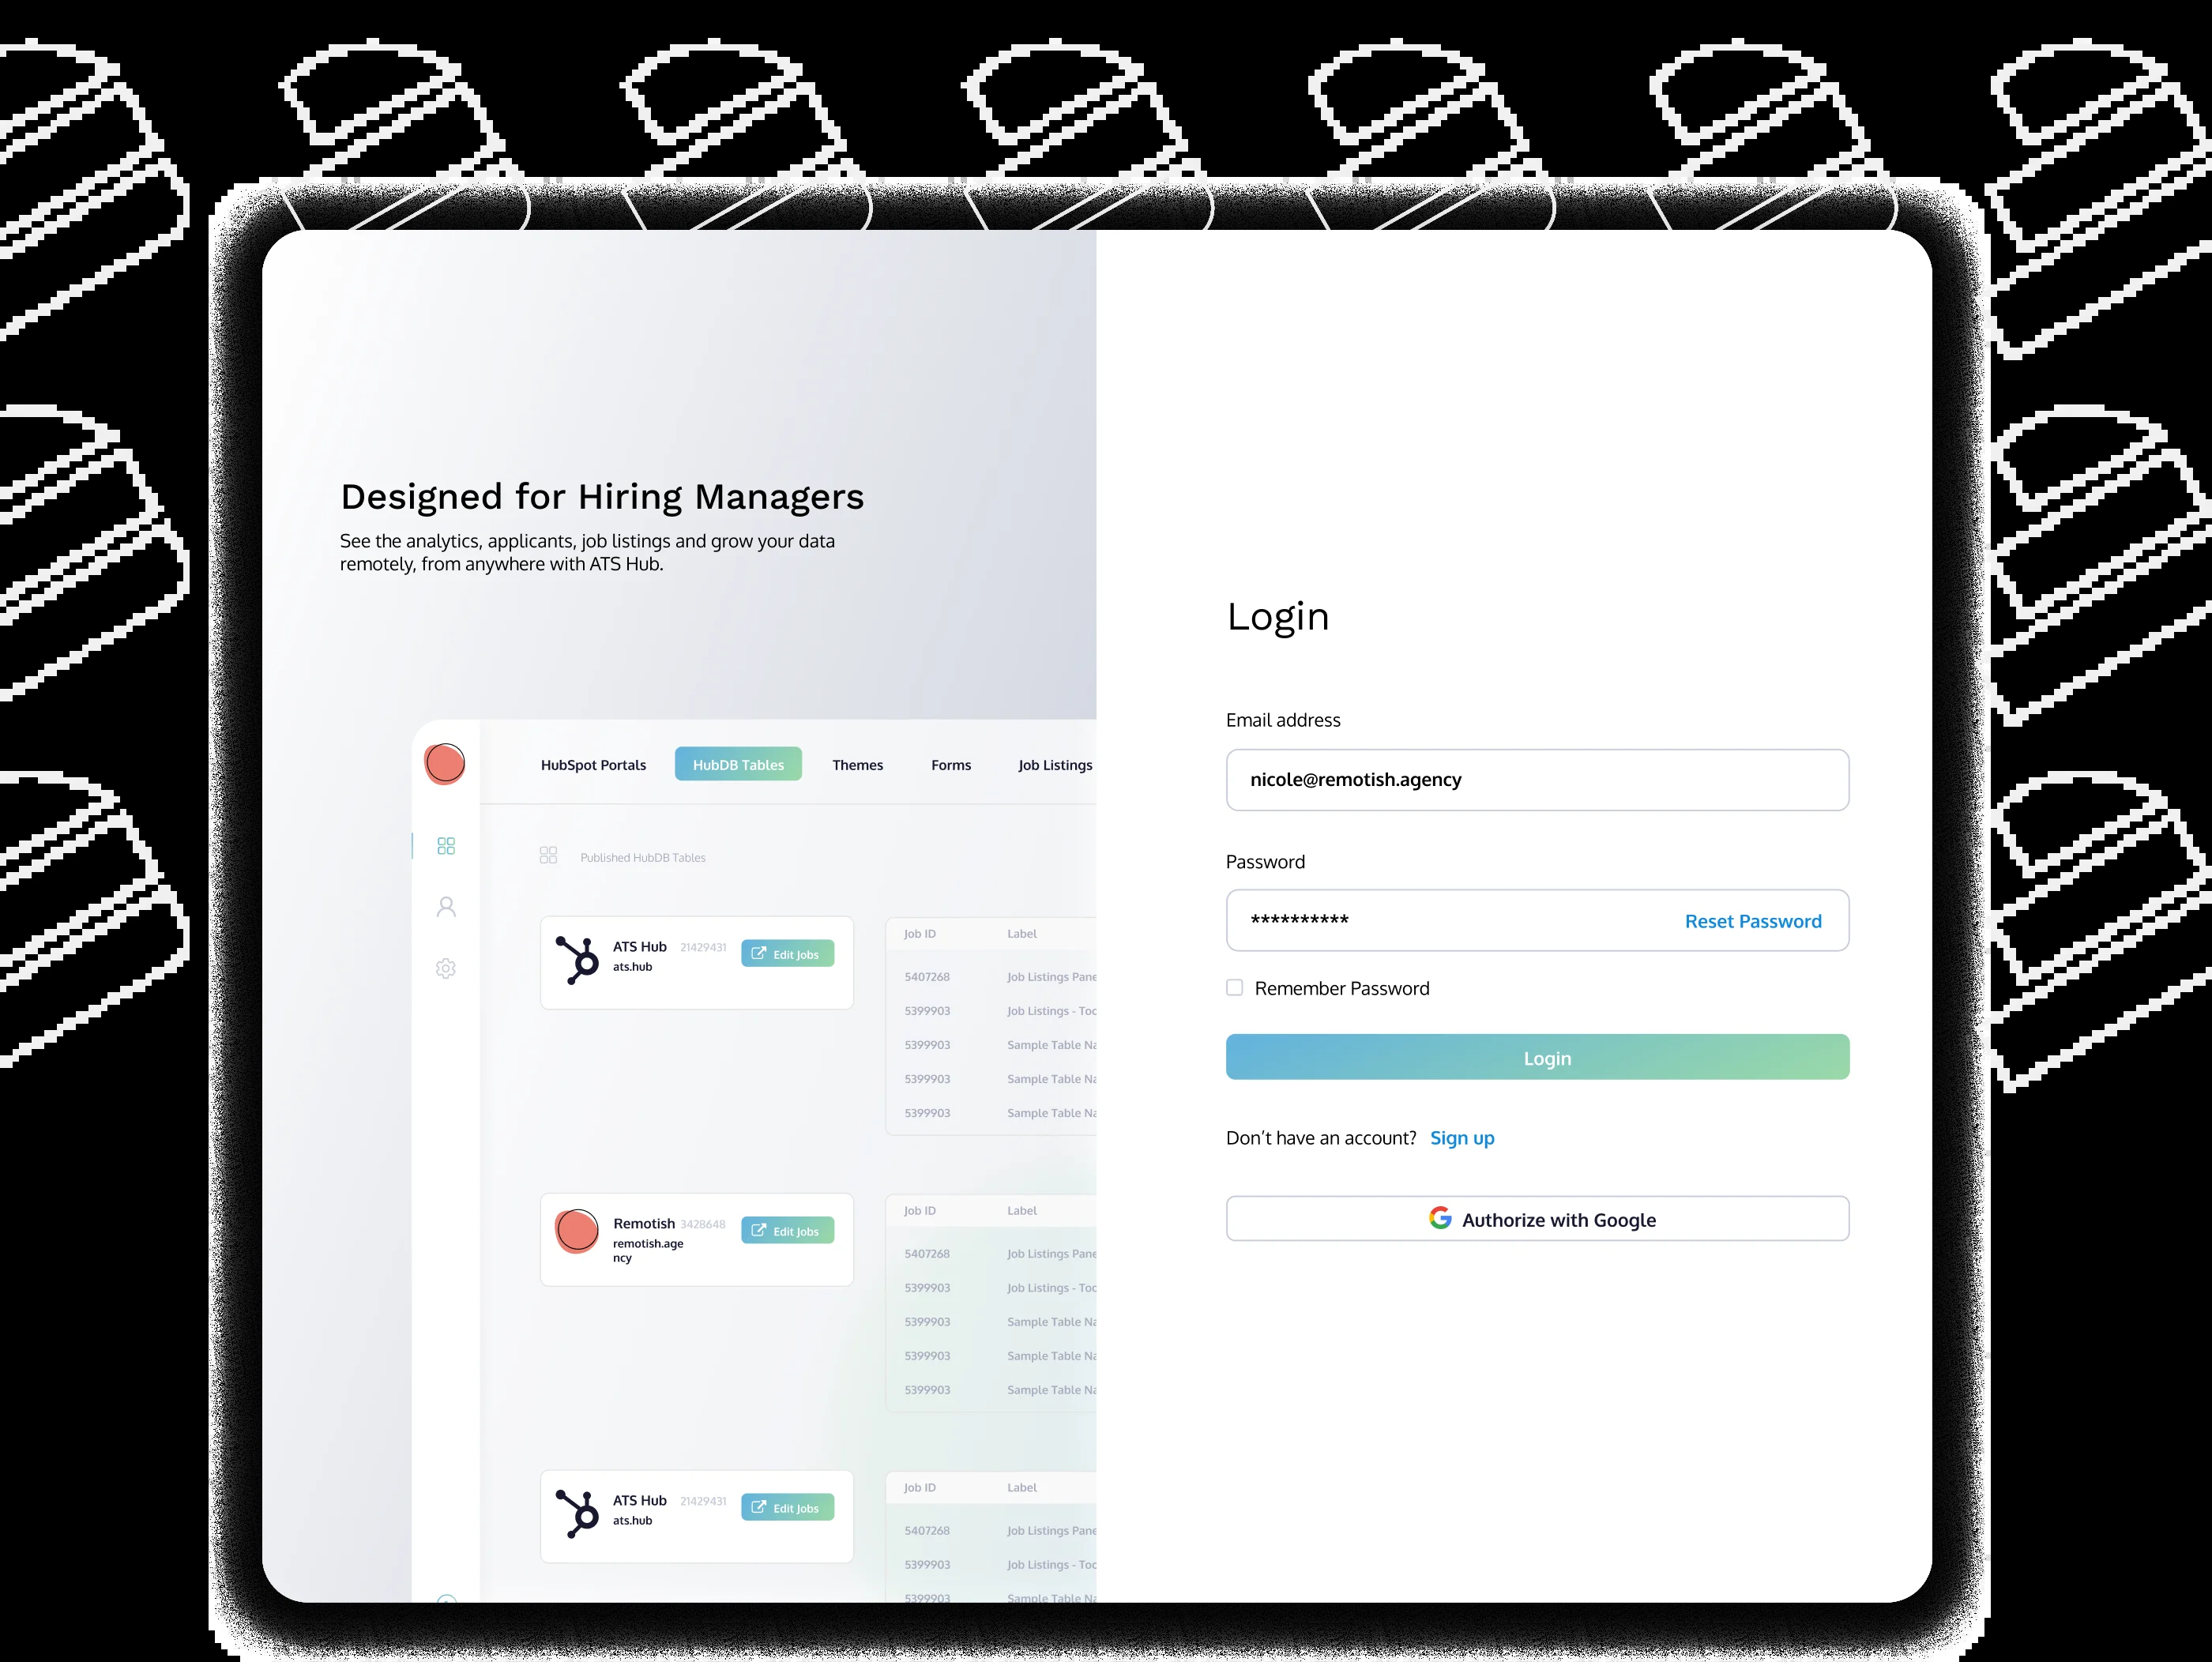 Designed for Hiring Managers
See the analytics, applicants, job listings and grow your data
remotely, from anywhere with ATS Hub.
HubSpot Portals HubDB Tables Themes Forms Job Listings
Published HubDB Tables
ATS Hub 21429431 Edit Jobs
ats.hub
Job ID Label
5407268 Job Listings Pane
5399903 Job Listings - Toc
5399903 Sample Table Na
5399903 Sample Table Na
5399903 Sample Table Na
Remotish 3428648 Edit Jobs
remotish.age
ncy
Job ID Label
5407268 Job Listings Pane
5399903 Job Listings - Toc
5399903 Sample Table Na
5399903 Sample Table Na
5399903 Sample Table Na
ATS Hub 21429431 Edit Jobs
ats.hub
Job ID Label
5407268 Job Listings Pane
5399903 Job Listings - Toc
5399903 Sample Table Na
Login
Email address
nicole@remotish.agency
Password
**********
Reset Password
Remember Password
Login
Don't have an account? Sign up
Authorize with Google